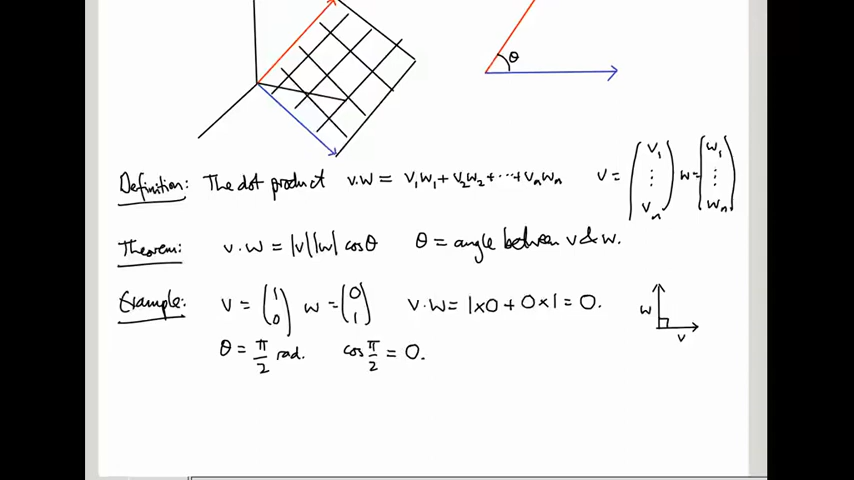 θ
Definition: The dot product v.w = v₁w₁ + v₂w₂ + ... + vₙwₙ v = (v₁ ⋮ vₙ) w = (w₁ ⋮ wₙ)
Theorem: v.w = |v||w| cosθ θ = angle between v & w.
Example: v = (1 0) w = (0 1) v.w = 1×0 + 0×1 = 0.
w
v
θ = π/2 rad. cos π/2 = 0.